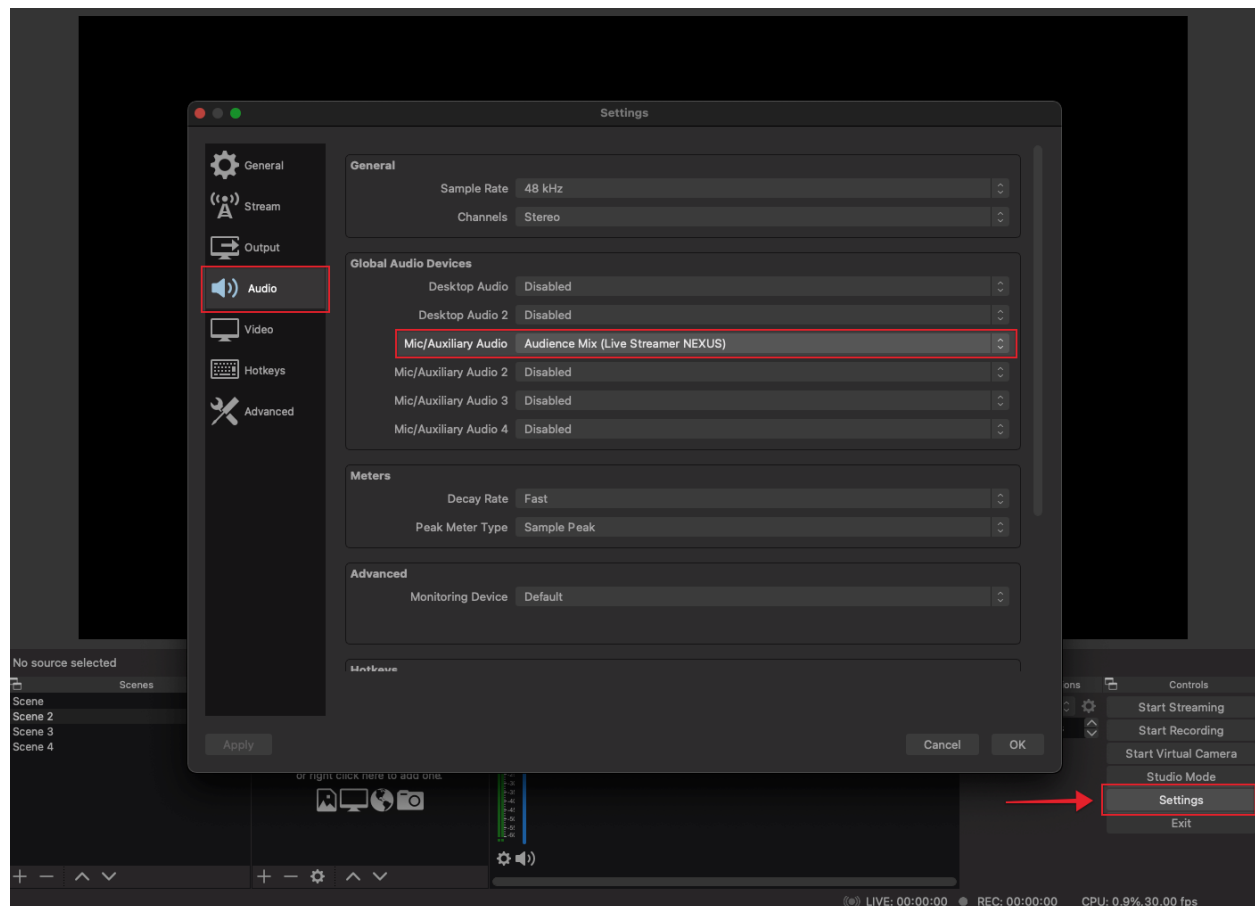 Settings
General
Stream
Output
Audio
Video
Hotkeys
Advanced
General
Sample Rate 48 kHz
Channels Stereo
Global Audio Devices
Desktop Audio Disabled
Desktop Audio 2 Disabled
Mic/Auxiliary Audio Audience Mix (Live Streamer NEXUS)
Mic/Auxiliary Audio 2 Disabled
Mic/Auxiliary Audio 3 Disabled
Mic/Auxiliary Audio 4 Disabled
Meters
Decay Rate Fast
Peak Meter Type Sample Peak
Advanced
Monitoring Device Default
Hotkeys
Apply
Cancel OK
No source selected
Scenes
Scene
Scene 2
Scene 3
Scene 4
or right click here to add one.
ons
Controls
Start Streaming
Start Recording
Start Virtual Camera
Studio Mode
Settings
Exit
LIVE: 00:00:00 REC: 00:00:00 CPU: 0.9%,30.00 fps